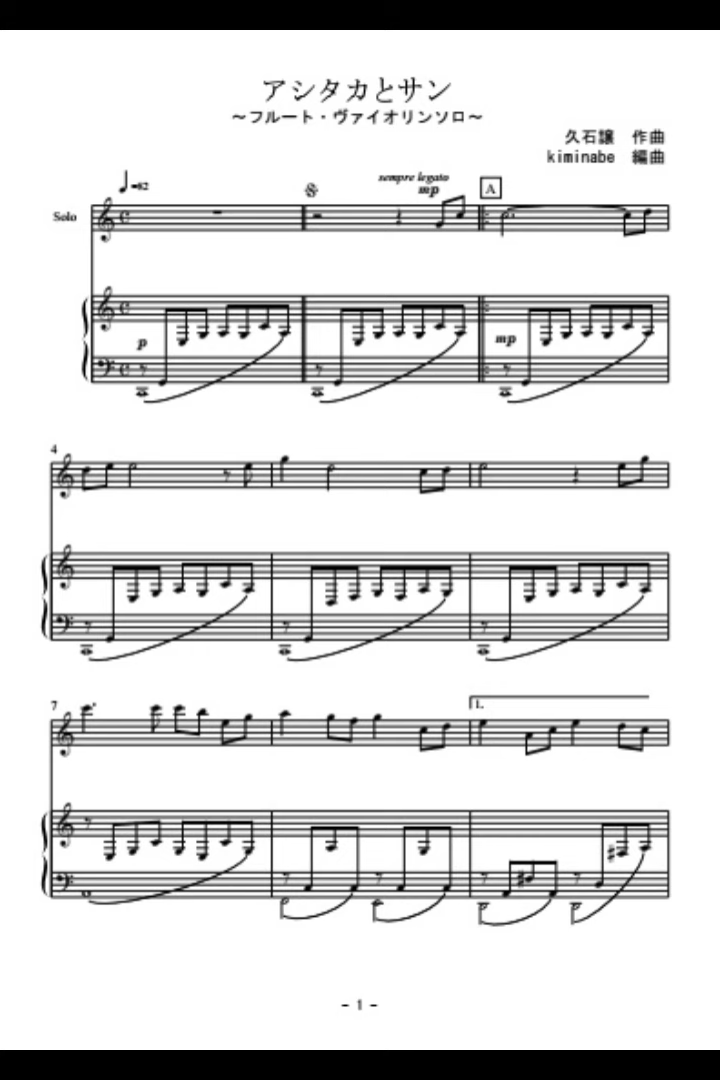 アシタカとサン
～フルート・ヴァイオリンソロ～
久石譲 作曲
kiminabe 編曲
♩=82
sempre legato
mp
A
Solo
p
mp
4
7
1.
- 1 -